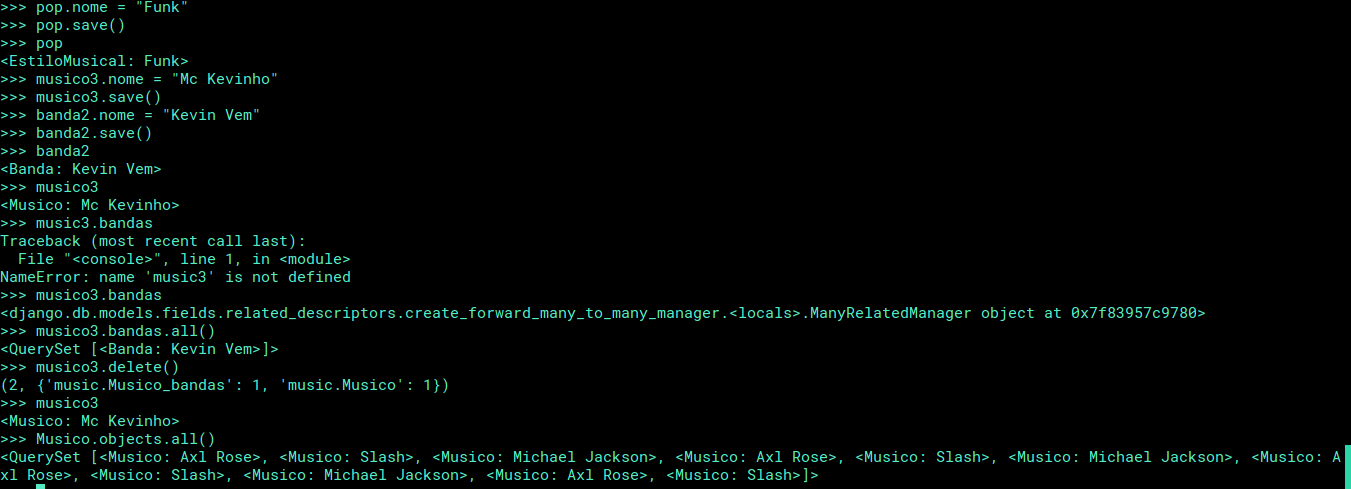 >>> pop.nome = "Funk"
>>> pop.save()
>>> pop
<EstiloMusical: Funk>
>>> musico3.nome = "Mc Kevinho"
>>> musico3.save()
>>> banda2.nome = "Kevin Vem"
>>> banda2.save()
>>> banda2
<Banda: Kevin Vem>
>>> musico3
<Musico: Mc Kevinho>
>>> music3.bandas
Traceback (most recent call last):
  File "<console>", line 1, in <module>
NameError: name 'music3' is not defined
>>> musico3.bandas
<django.db.models.fields.related_descriptors.create_forward_many_to_many_manager.<locals>.ManyRelatedManager object at 0x7f83957c9780>
>>> musico3.bandas.all()
<QuerySet [<Banda: Kevin Vem>]>
>>> musico3.delete()
(2, {'music.Musico_bandas': 1, 'music.Musico': 1})
>>> musico3
<Musico: Mc Kevinho>
>>> Musico.objects.all()
<QuerySet [<Musico: Axl Rose>, <Musico: Slash>, <Musico: Michael Jackson>, <Musico: Axl Rose>, <Musico: Slash>, <Musico: Michael Jackson>, <Musico: A
xl Rose>, <Musico: Slash>, <Musico: Michael Jackson>, <Musico: Axl Rose>, <Musico: Slash>]>